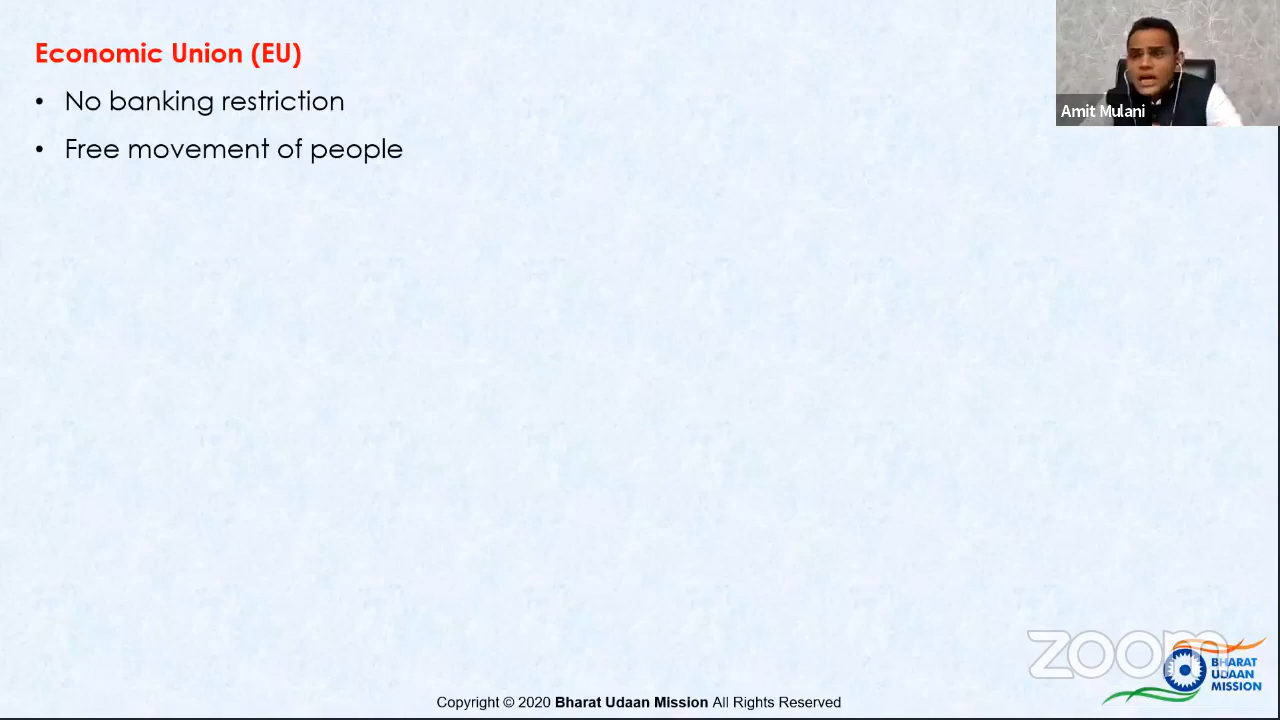 Economic Union (EU)
• No banking restriction
• Free movement of people
Amit Mulani
zoom
BHARAT
UDAAN
MISSION
Copyright © 2020 Bharat Udaan Mission All Rights Reserved